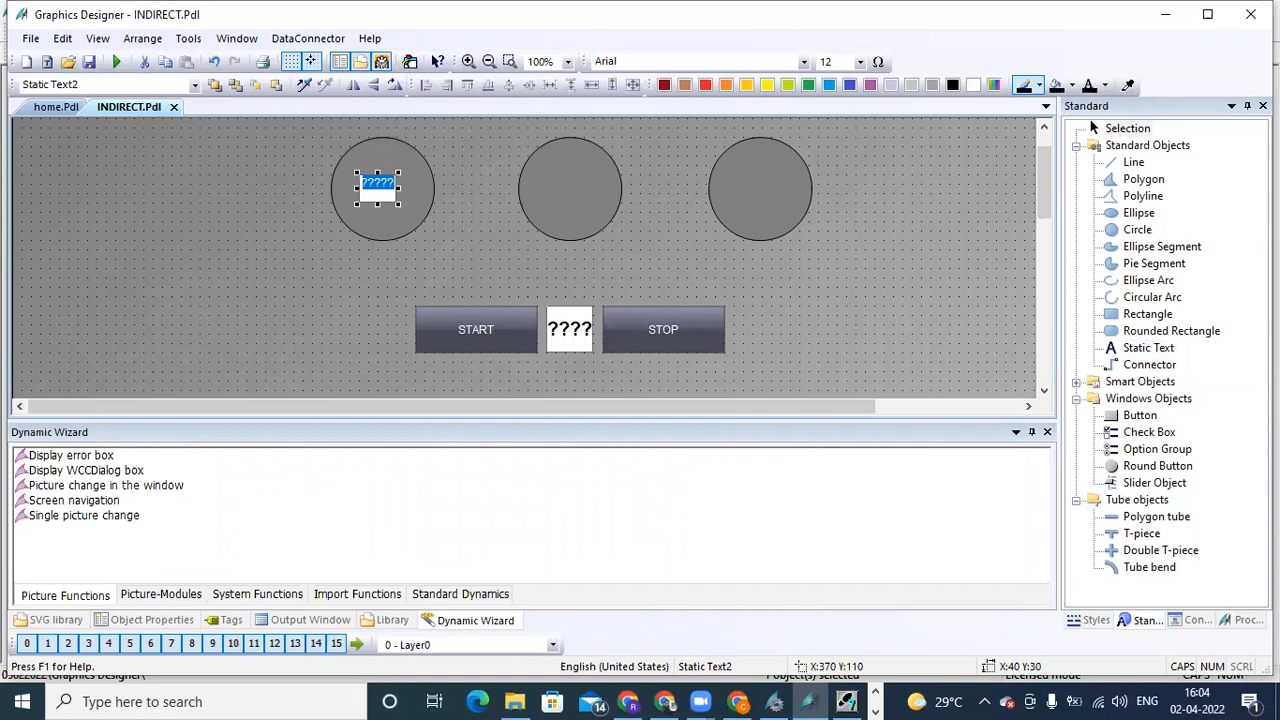 Graphics Designer - INDIRECT.Pdl
File Edit View Arrange Tools Window DataConnector Help
100% Arial 12 Ω
Static Text2
home.Pdl INDIRECT.Pdl
?????
START ???? STOP
Standard
Selection
Standard Objects
Line
Polygon
Polyline
Ellipse
Circle
Ellipse Segment
Pie Segment
Ellipse Arc
Circular Arc
Rectangle
Rounded Rectangle
A Static Text
Connector
Smart Objects
Windows Objects
Button
Check Box
Option Group
Round Button
Slider Object
Tube objects
Polygon tube
T-piece
Double T-piece
Tube bend
Styles Stan... Con... Proc...
Dynamic Wizard
Display error box
Display WCCDialog box
Picture change in the window
Screen navigation
Single picture change
Picture Functions Picture-Modules System Functions Import Functions Standard Dynamics
SVG library Object Properties Tags Output Window Library Dynamic Wizard
0 1 2 3 4 5 6 7 8 9 10 11 12 13 14 15 0 - Layer0
Press F1 for Help. English (United States) Static Text2 X:370 Y:110 X:40 Y:30 CAPS NUM SCRL
Type here to search 14 29°C ENG 16:04 02-04-2022 1